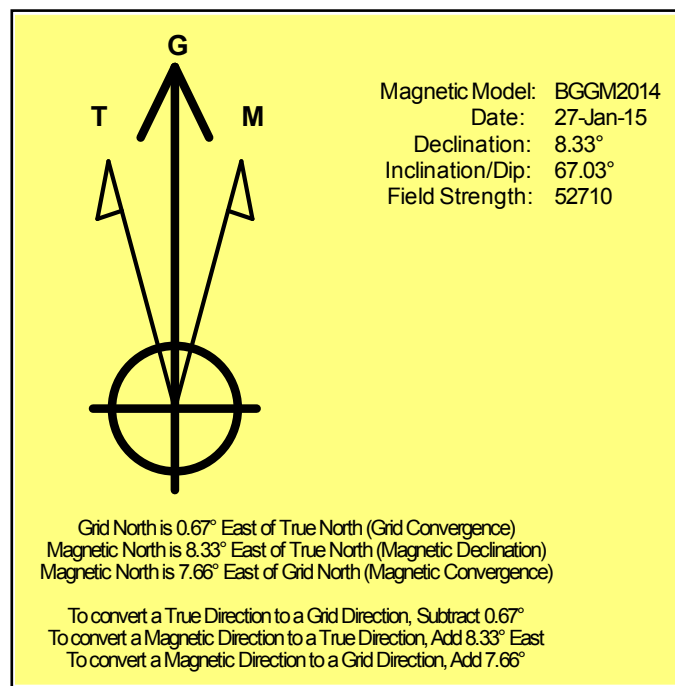 G
T M
Magnetic Model: BGGM2014
Date: 27-Jan-15
Declination: 8.33°
Inclination/Dip: 67.03°
Field Strength: 52710
Grid North is 0.67° East of True North (Grid Convergence)
Magnetic North is 8.33° East of True North (Magnetic Declination)
Magnetic North is 7.66° East of Grid North (Magnetic Convergence)
To convert a True Direction to a Grid Direction, Subtract 0.67°
To convert a Magnetic Direction to a True Direction, Add 8.33° East
To convert a Magnetic Direction to a Grid Direction, Add 7.66°